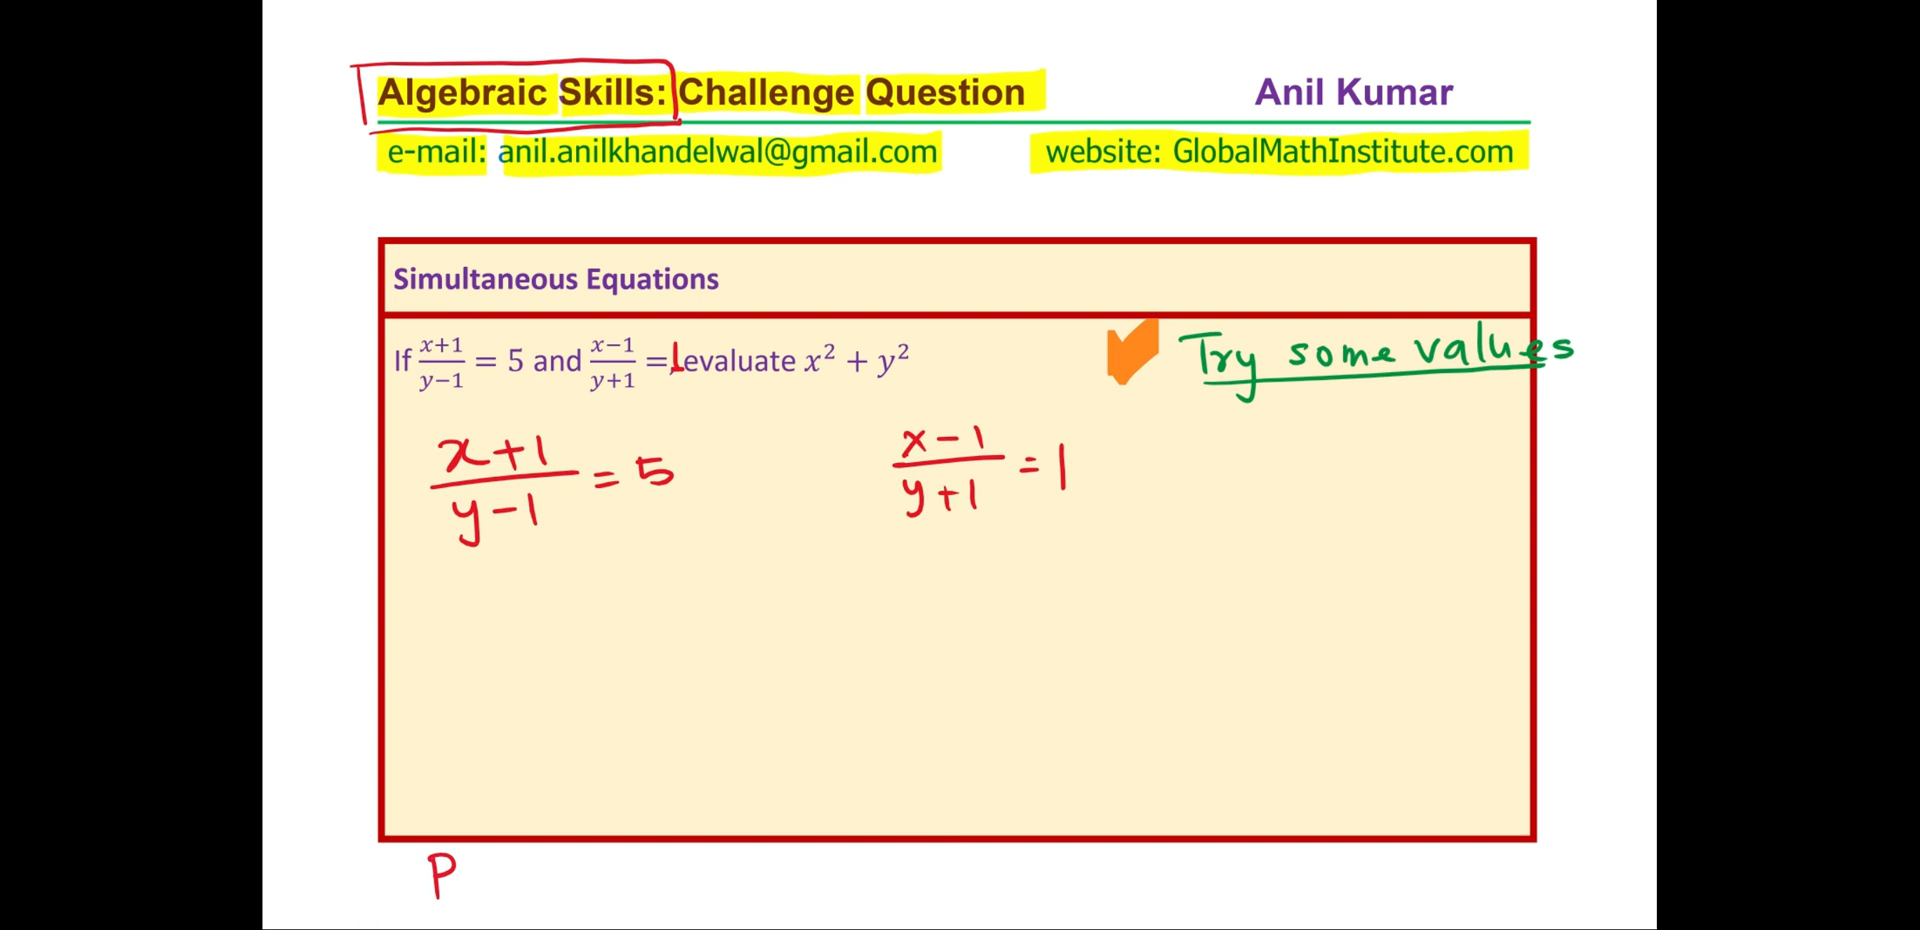 Algebraic Skills: Challenge Question Anil Kumar
e-mail: anil.anilkhandelwal@gmail.com website: GlobalMathInstitute.com
Simultaneous Equations
If (x+1)/(y−1) = 5 and (x−1)/(y+1) = 1, evaluate x² + y²
Try some values
(x+1)/(y-1) = 5 (x-1)/(y+1) = 1
P